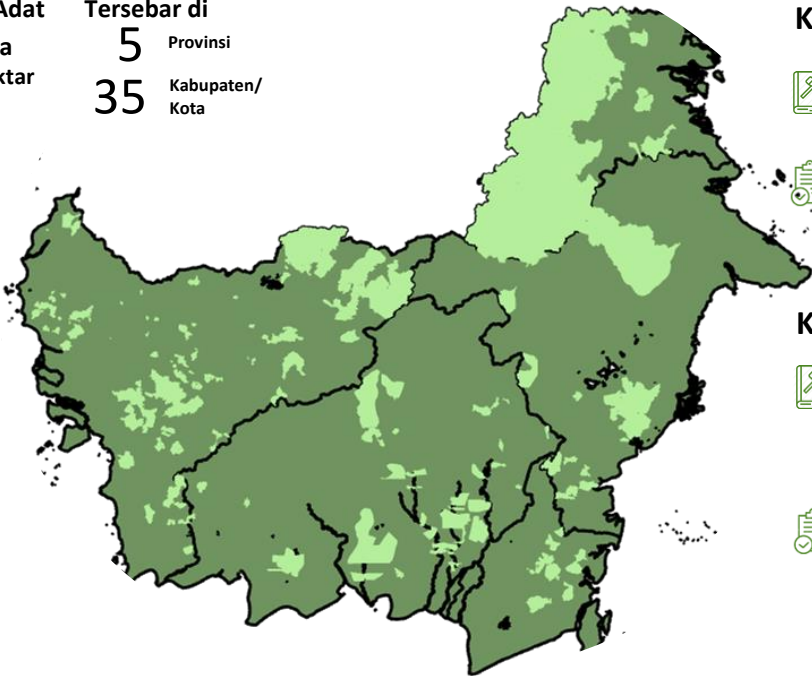 Adat
Tersebar di
5 Provinsi
35 Kabupaten/
Kota
a
ktar
K
K